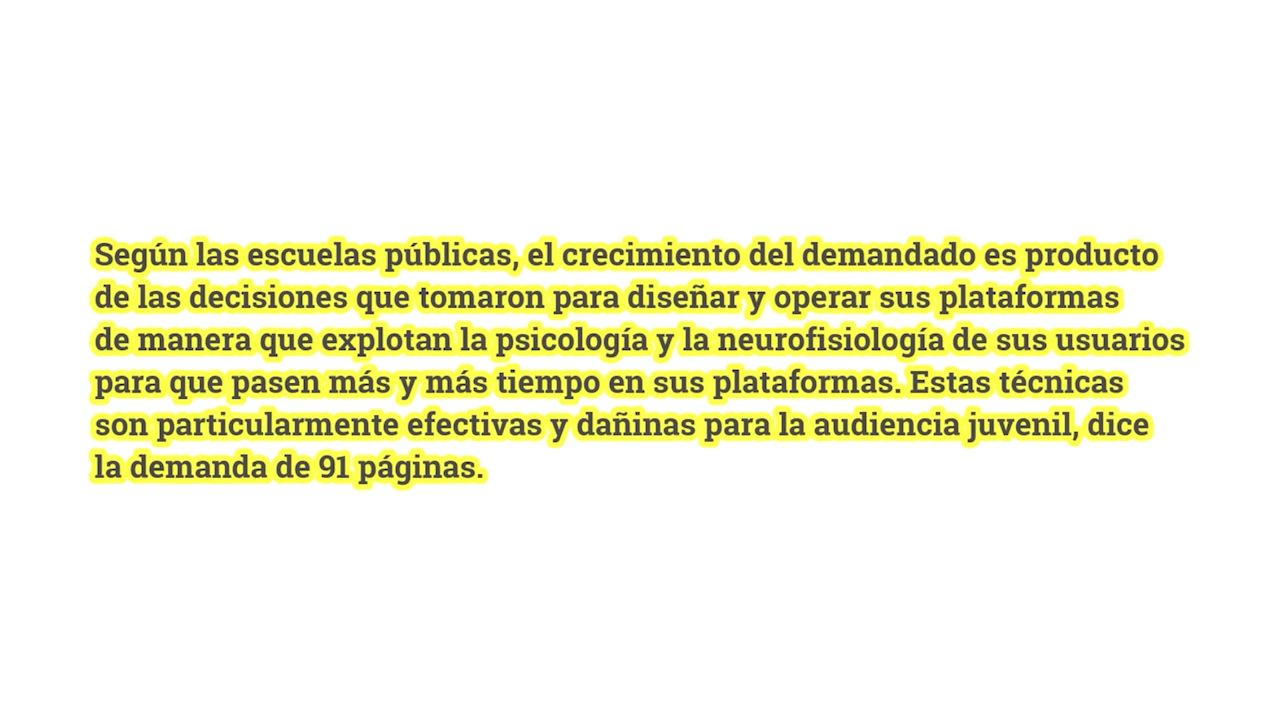 Según las escuelas públicas, el crecimiento del demandado es producto
de las decisiones que tomaron para diseñar y operar sus plataformas
de manera que explotan la psicología y la neurofisiología de sus usuarios
para que pasen más y más tiempo en sus plataformas. Estas técnicas
son particularmente efectivas y dañinas para la audiencia juvenil, dice
la demanda de 91 páginas.